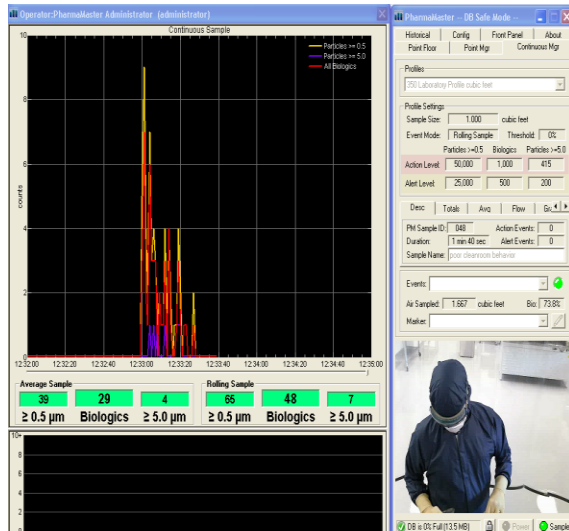 Operator:PharmaMaster Administrator (administrator)
Continuous Sample
Particles >= 0.5
Particles >= 5.0
All Biologics
10
8
6
4
2
0
counts
12:32:00 12:32:20 12:32:40 12:33:00 12:33:20 12:33:40 12:34:00 12:34:20 12:34:40 12:35:00
Average Sample
39 29 4
≥ 0.5 µm Biologics ≥ 5.0 µm
Rolling Sample
65 48 7
≥ 0.5 µm Biologics ≥ 5.0 µm
10
8
6
4
2
0
PharmaMaster -- DB Safe Mode --
Historical Config Front Panel About
Point Floor Point Mgr Continuous Mgr
Profiles
350 Laboratory Profile cubic feet
Profile Settings
Sample Size: 1.000 cubic feet
Event Mode: Rolling Sample Threshold 0%
Particles >=0.5 Biologics Particles >=5.0
Action Level: 50,000 1,000 415
Alert Level: 25,000 500 200
Desc Totals Avg Flow
PM Sample ID: 048 Action Events: 0
Duration: 1 min 40 sec Alert Events: 0
Sample Name: poor cleanroom behavior
Events:
Air Sampled: 1.667 cubic feet Bio: 73.8%
Marker:
DB is 0% Full (13.5 MB) Power Sample